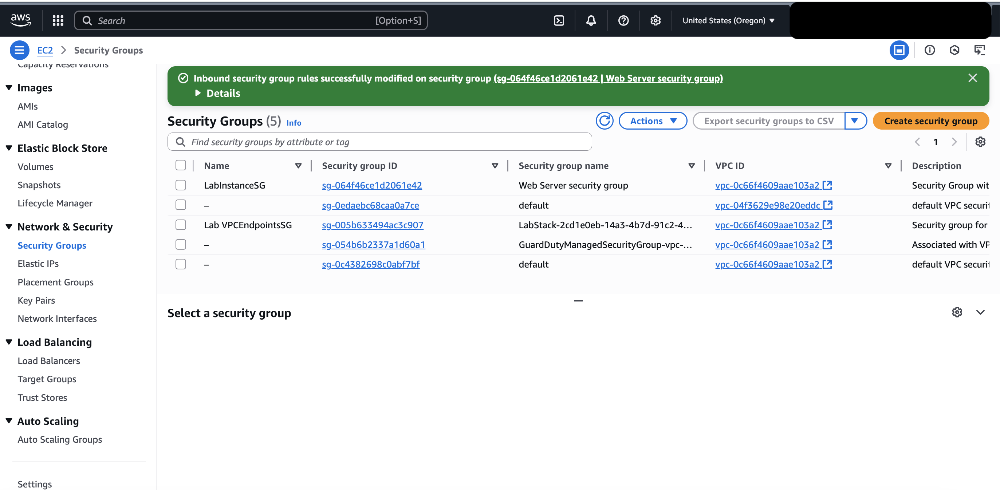 aws
Search [Option+S] United States (Oregon)
EC2 Security Groups
Capacity Reservations
Images
AMIs
AMI Catalog
Elastic Block Store
Volumes
Snapshots
Lifecycle Manager
Network & Security
Security Groups
Elastic IPs
Placement Groups
Key Pairs
Network Interfaces
Load Balancing
Load Balancers
Target Groups
Trust Stores
Auto Scaling
Auto Scaling Groups
Settings
Inbound security group rules successfully modified on security group (sg-064f46ce1d2061e42 | Web Server security group)
Details
Security Groups (5) Info Actions Export security groups to CSV Create security group
Find security groups by attribute or tag 1
Name Security group ID Security group name VPC ID Description
LabInstanceSG sg-064f46ce1d2061e42 Web Server security group vpc-0c66f4609aae103a2 Security Group wit
– sg-0edaebc68caa0a7ce default vpc-04f3629e98e20eddc default VPC securit
Lab VPCEndpointsSG sg-005b633494ac3c907 LabStack-2cd1e0eb-14a3-4b7d-91c2-4... vpc-0c66f4609aae103a2 Security group for
– sg-054b6b2337a1d60a1 GuardDutyManagedSecurityGroup-vpc-... vpc-0c66f4609aae103a2 Associated with VP
– sg-0c4382698c0abf7bf default vpc-0c66f4609aae103a2 default VPC securit
Select a security group